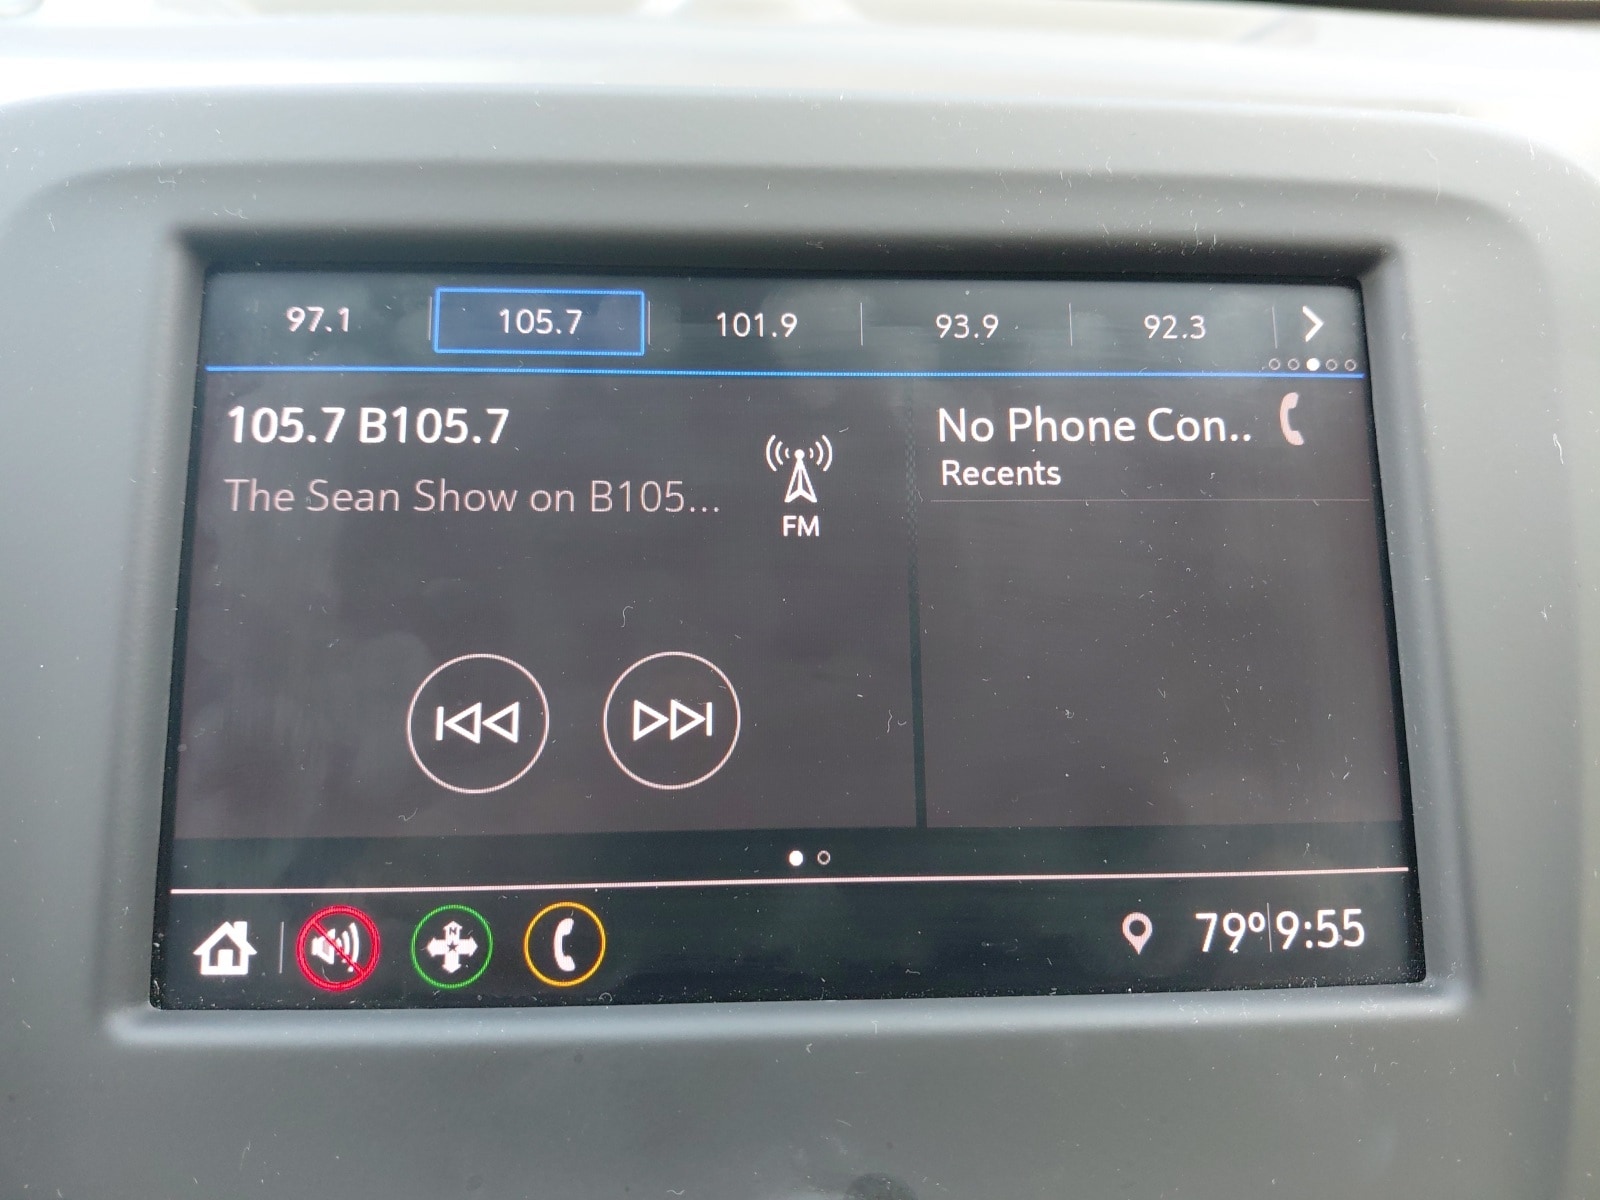 97.1 105.7 101.9 93.9 92.3
105.7 B105.7
The Sean Show on B105...
FM
No Phone Con..
Recents
N
79° 9:55